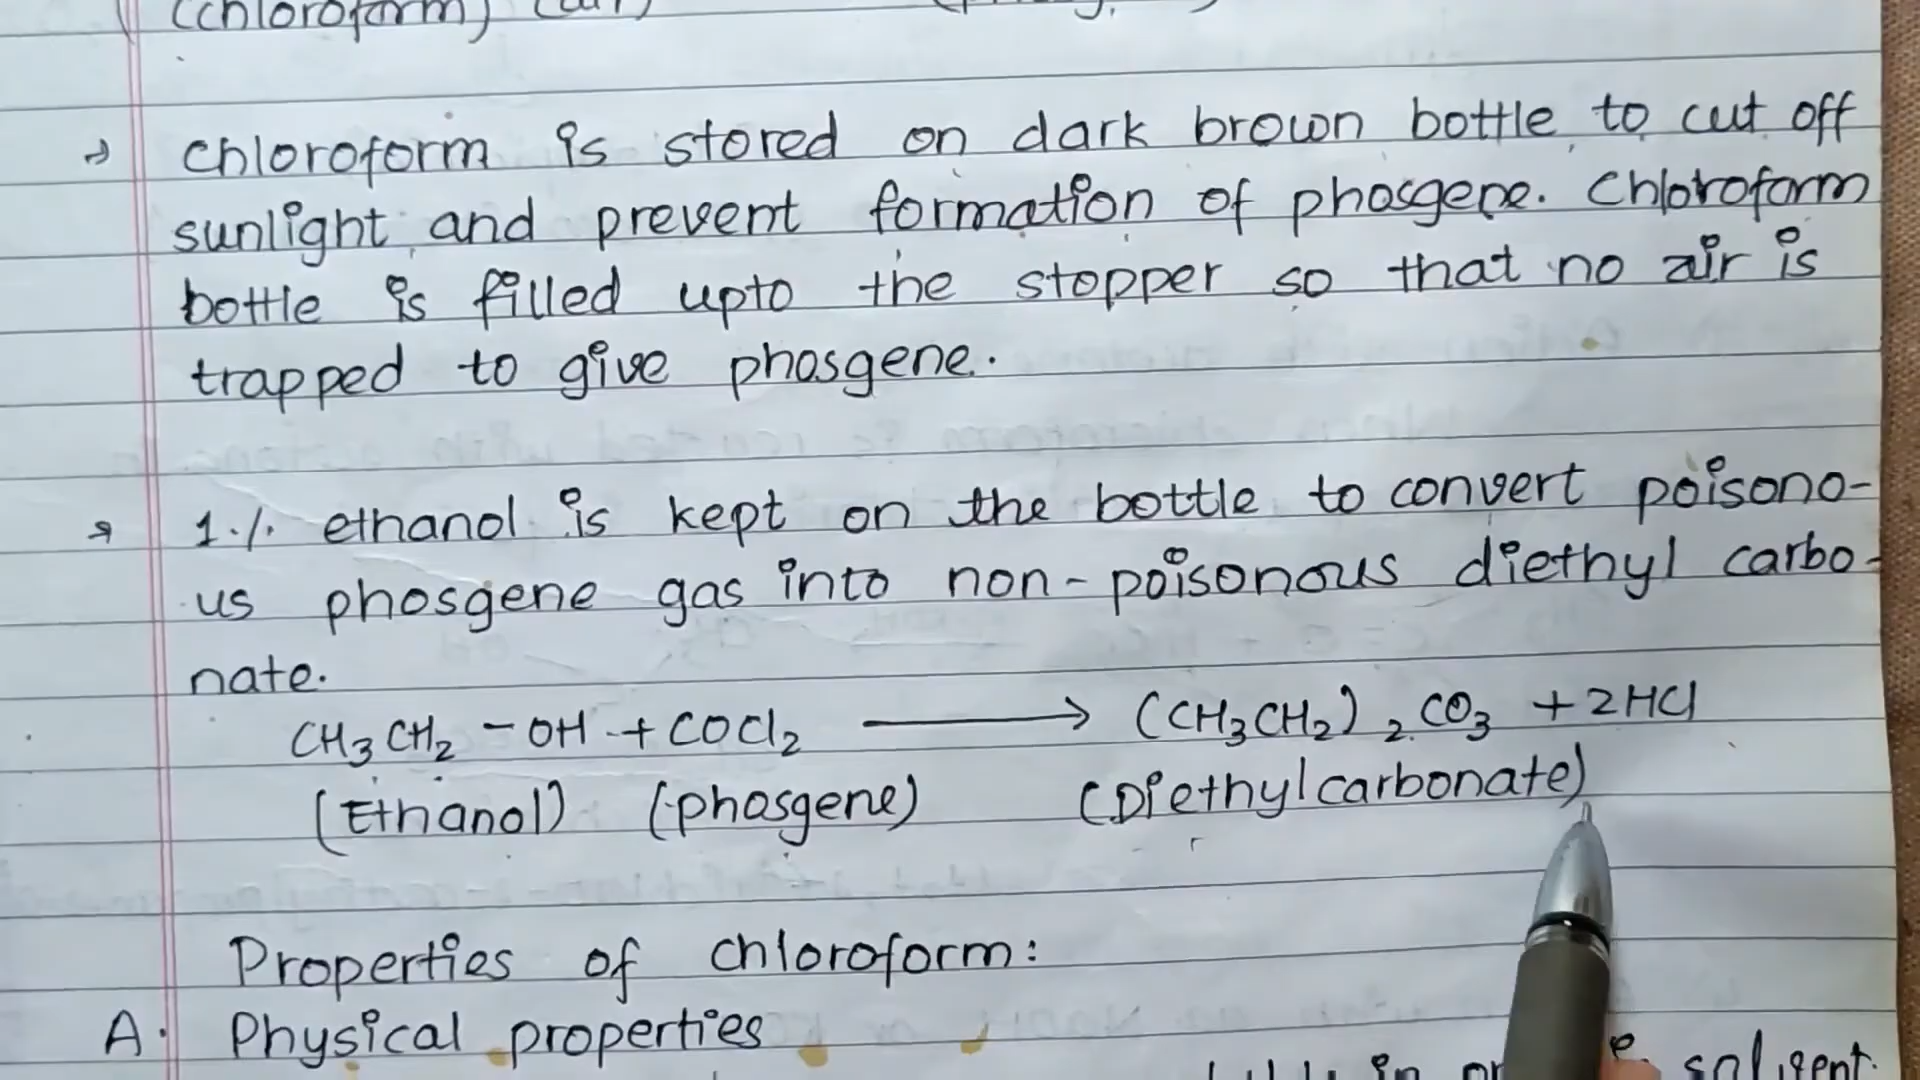 (chloroform)
→ chloroform is stored on dark brown bottle to cut off
sunlight and prevent formation of phosgene. Chloroform
bottle is filled upto the stopper so that no air is
trapped to give phosgene.
→ 1.% ethanol is kept on the bottle to convert poisono-
us phosgene gas into non-poisonous diethyl carbo-
nate.
CH₃CH₂-OH + COCl₂ ⟶ (CH₃CH₂)₂CO₃ + 2HCl
(Ethanol) (phosgene) (Diethylcarbonate)
Properties of chloroform:
A. Physical properties
in solvent.